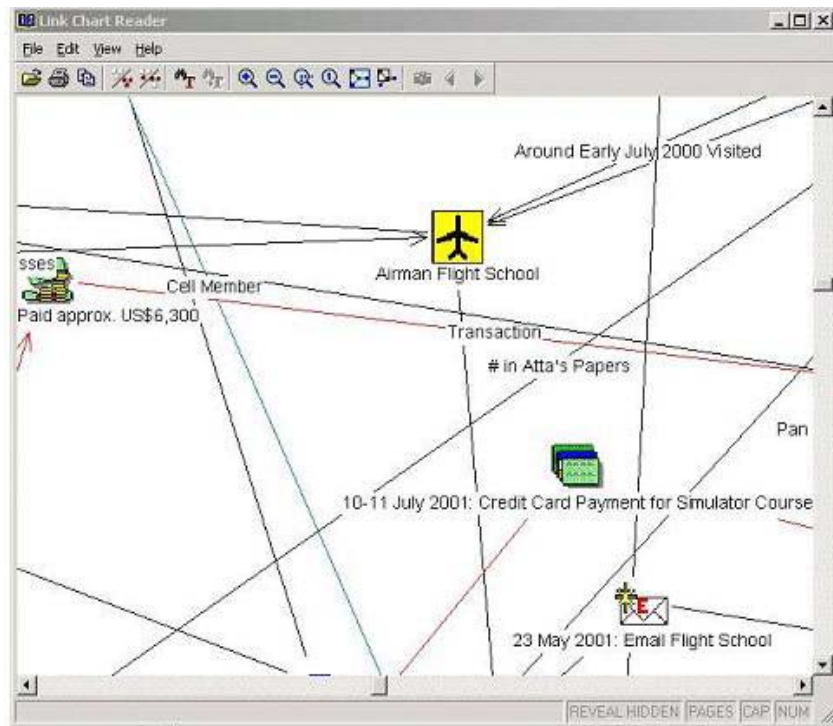 Link Chart Reader
File Edit View Help
Around Early July 2000 Visited
Airman Flight School
sses
Cell Member
Paid approx. US$6,300
Transaction
# in Atta's Papers
Pan
10-11 July 2001: Credit Card Payment for Simulator Course
E
23 May 2001: Email Flight School
REVEAL HIDDEN PAGES CAP NUM